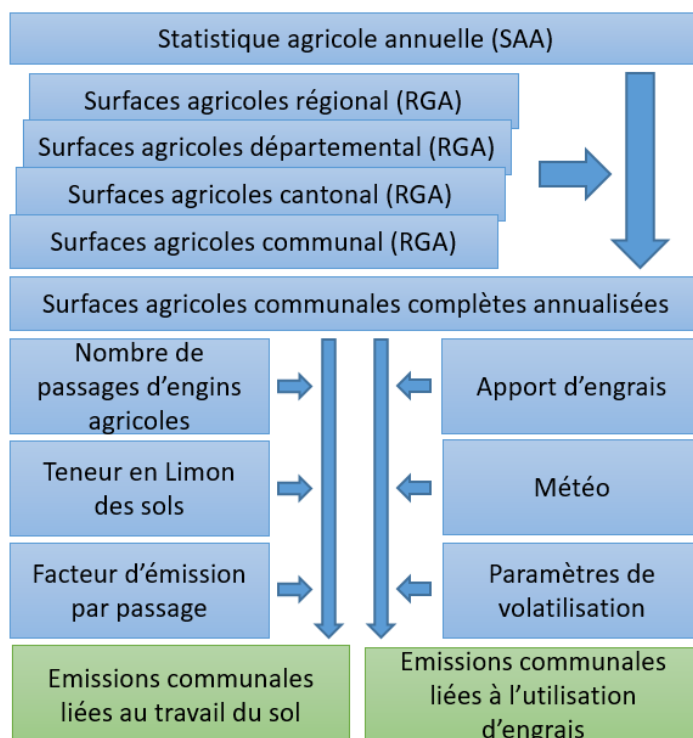 Statistique agricole annuelle (SAA)
Surfaces agricoles régional (RGA)
Surfaces agricoles départemental (RGA)
Surfaces agricoles cantonal (RGA)
Surfaces agricoles communal (RGA)
Surfaces agricoles communales complètes annualisées
Nombre de
passages d'engins
agricoles
Apport d'engrais
Teneur en Limon
des sols
Météo
Facteur d'émission
par passage
Paramètres de
volatilisation
Emissions communales
liées au travail du sol
Emissions communales
liées à l'utilisation
d'engrais